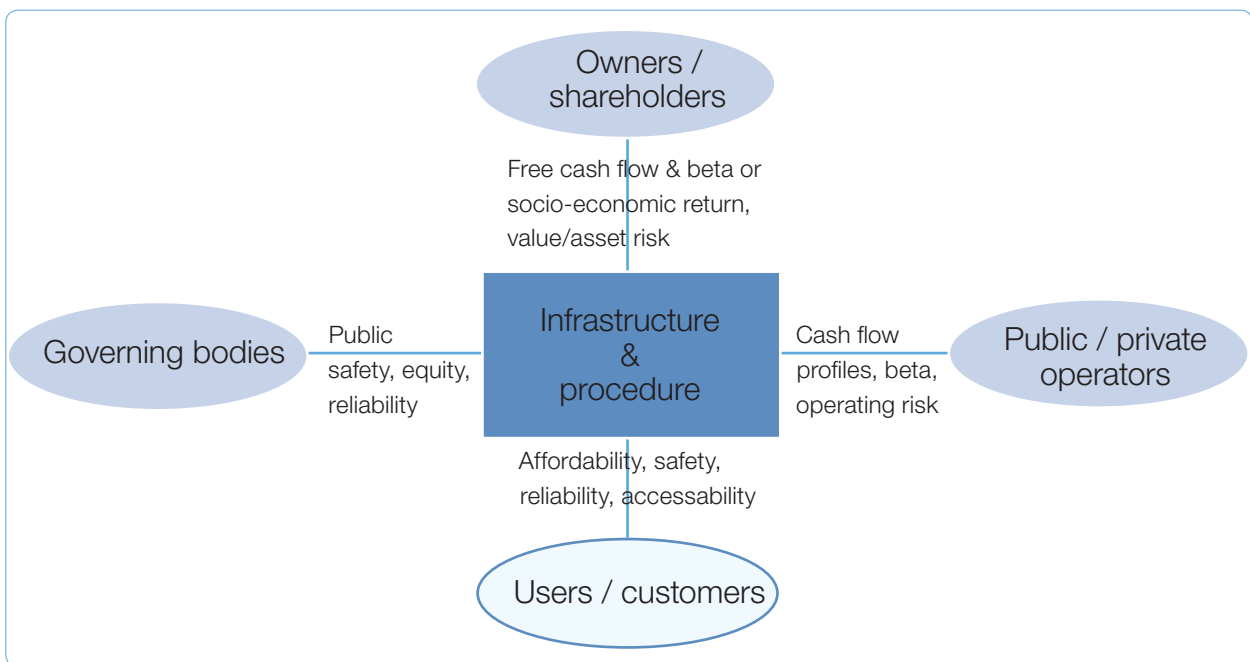 Owners /
shareholders
Free cash flow & beta or
socio-economic return,
value/asset risk
Governing bodies
Public
safety, equity,
reliability
Infrastructure
&
procedure
Cash flow
profiles, beta,
operating risk
Public / private
operators
Affordability, safety,
reliability, accessability
Users / customers